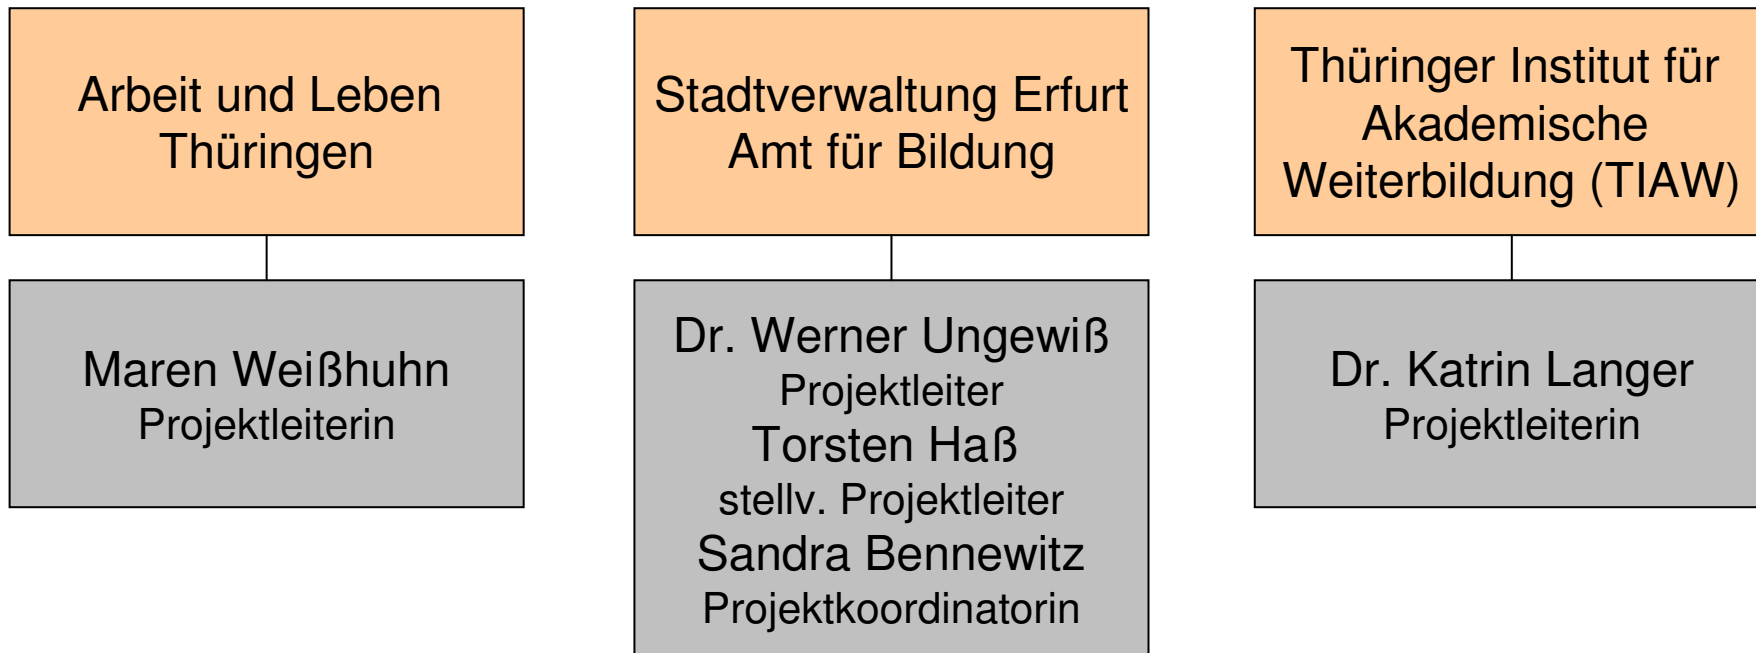 Arbeit und Leben
Thüringen
Maren Weißhuhn
Projektleiterin
Stadtverwaltung Erfurt
Amt für Bildung
Dr. Werner Ungewiß
Projektleiter
Torsten Haß
stellv. Projektleiter
Sandra Bennewitz
Projektkoordinatorin
Thüringer Institut für
Akademische
Weiterbildung (TIAW)
Dr. Katrin Langer
Projektleiterin